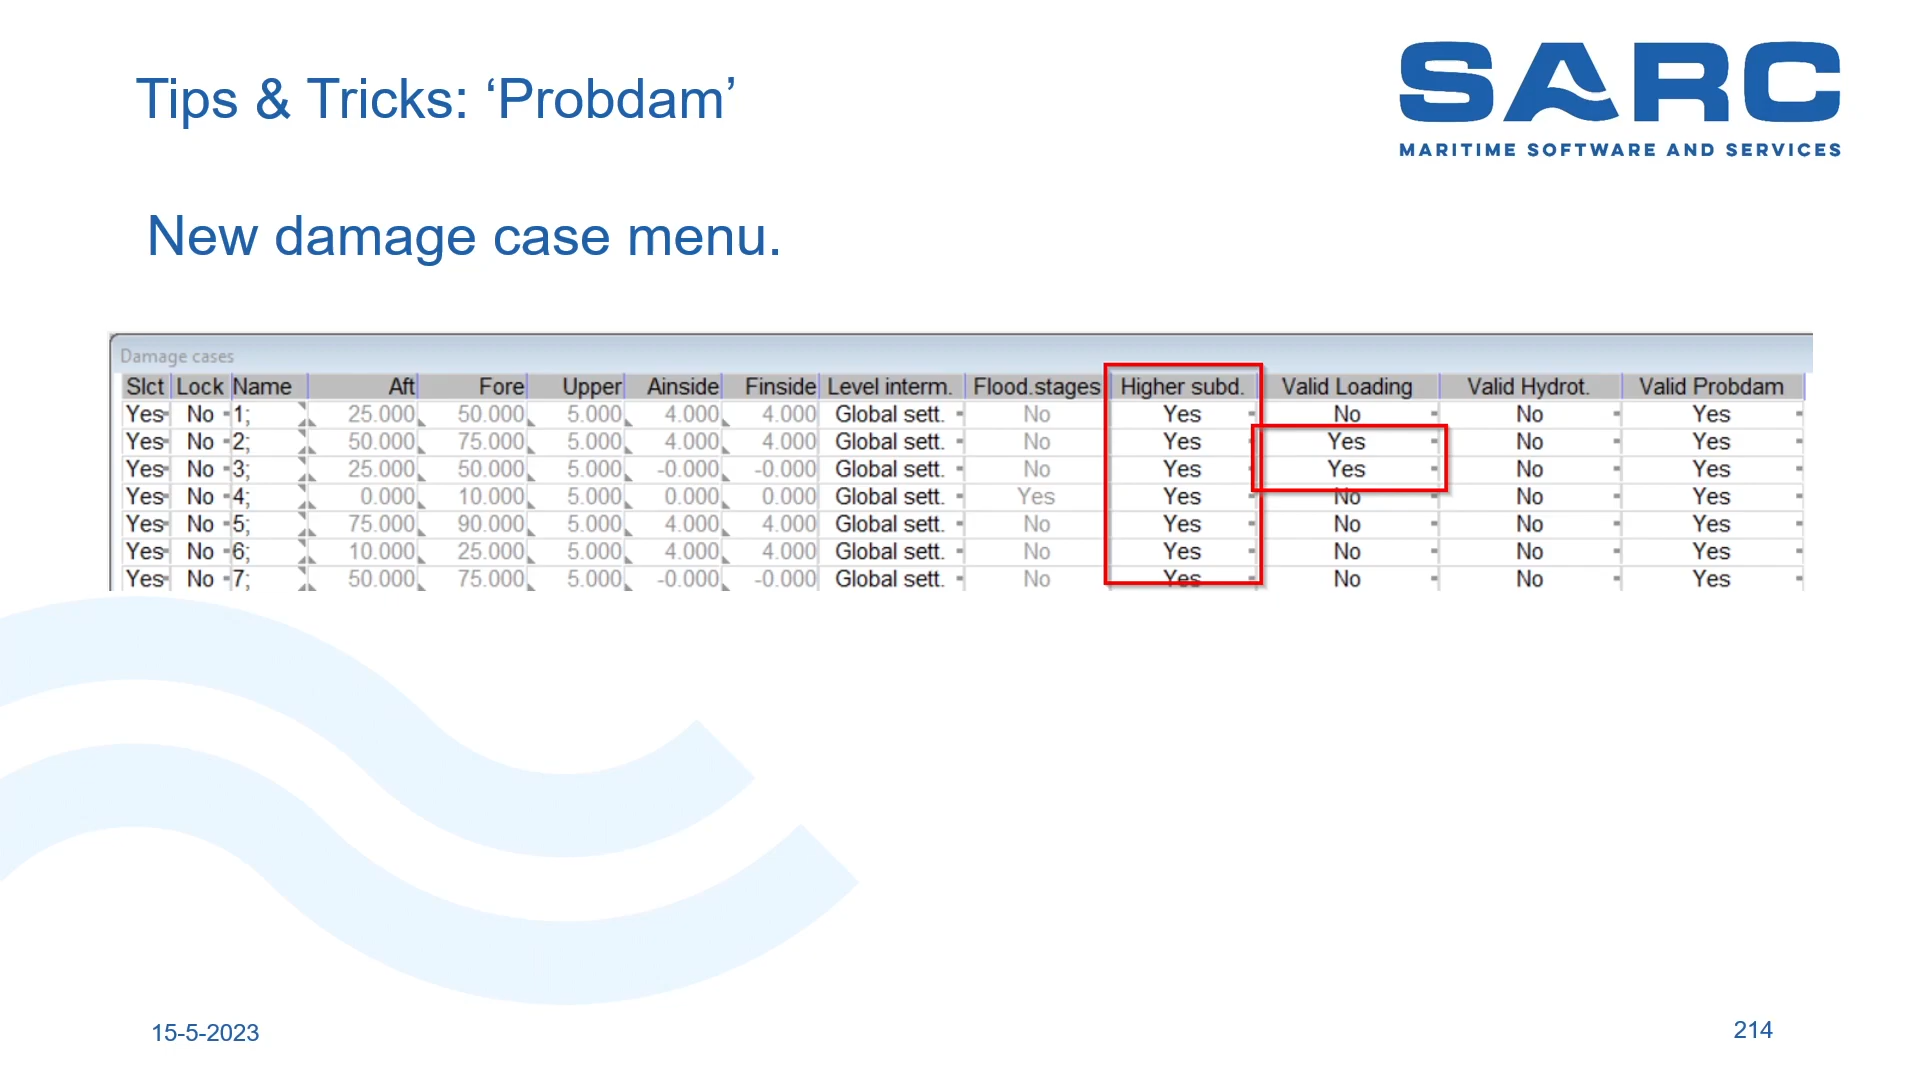 Tips & Tricks: ‘Probdam’
SARC
MARITIME SOFTWARE AND SERVICES
New damage case menu.
Damage cases
Slct Lock Name Aft Fore Upper Ainside Finside Level interm. Flood.stages Higher subd. Valid Loading Valid Hydrot. Valid Probdam
Yes No 1; 25.000 50.000 5.000 4.000 4.000 Global sett. No Yes No No Yes
Yes No 2; 50.000 75.000 5.000 4.000 4.000 Global sett. No Yes Yes No Yes
Yes No 3; 25.000 50.000 5.000 -0.000 -0.000 Global sett. No Yes Yes No Yes
Yes No 4; 0.000 10.000 5.000 0.000 0.000 Global sett. Yes Yes No No Yes
Yes No 5; 75.000 90.000 5.000 4.000 4.000 Global sett. No Yes No No Yes
Yes No 6; 10.000 25.000 5.000 4.000 4.000 Global sett. No Yes No No Yes
Yes No 7; 50.000 75.000 5.000 -0.000 -0.000 Global sett. No Yes No No Yes
15-5-2023
214